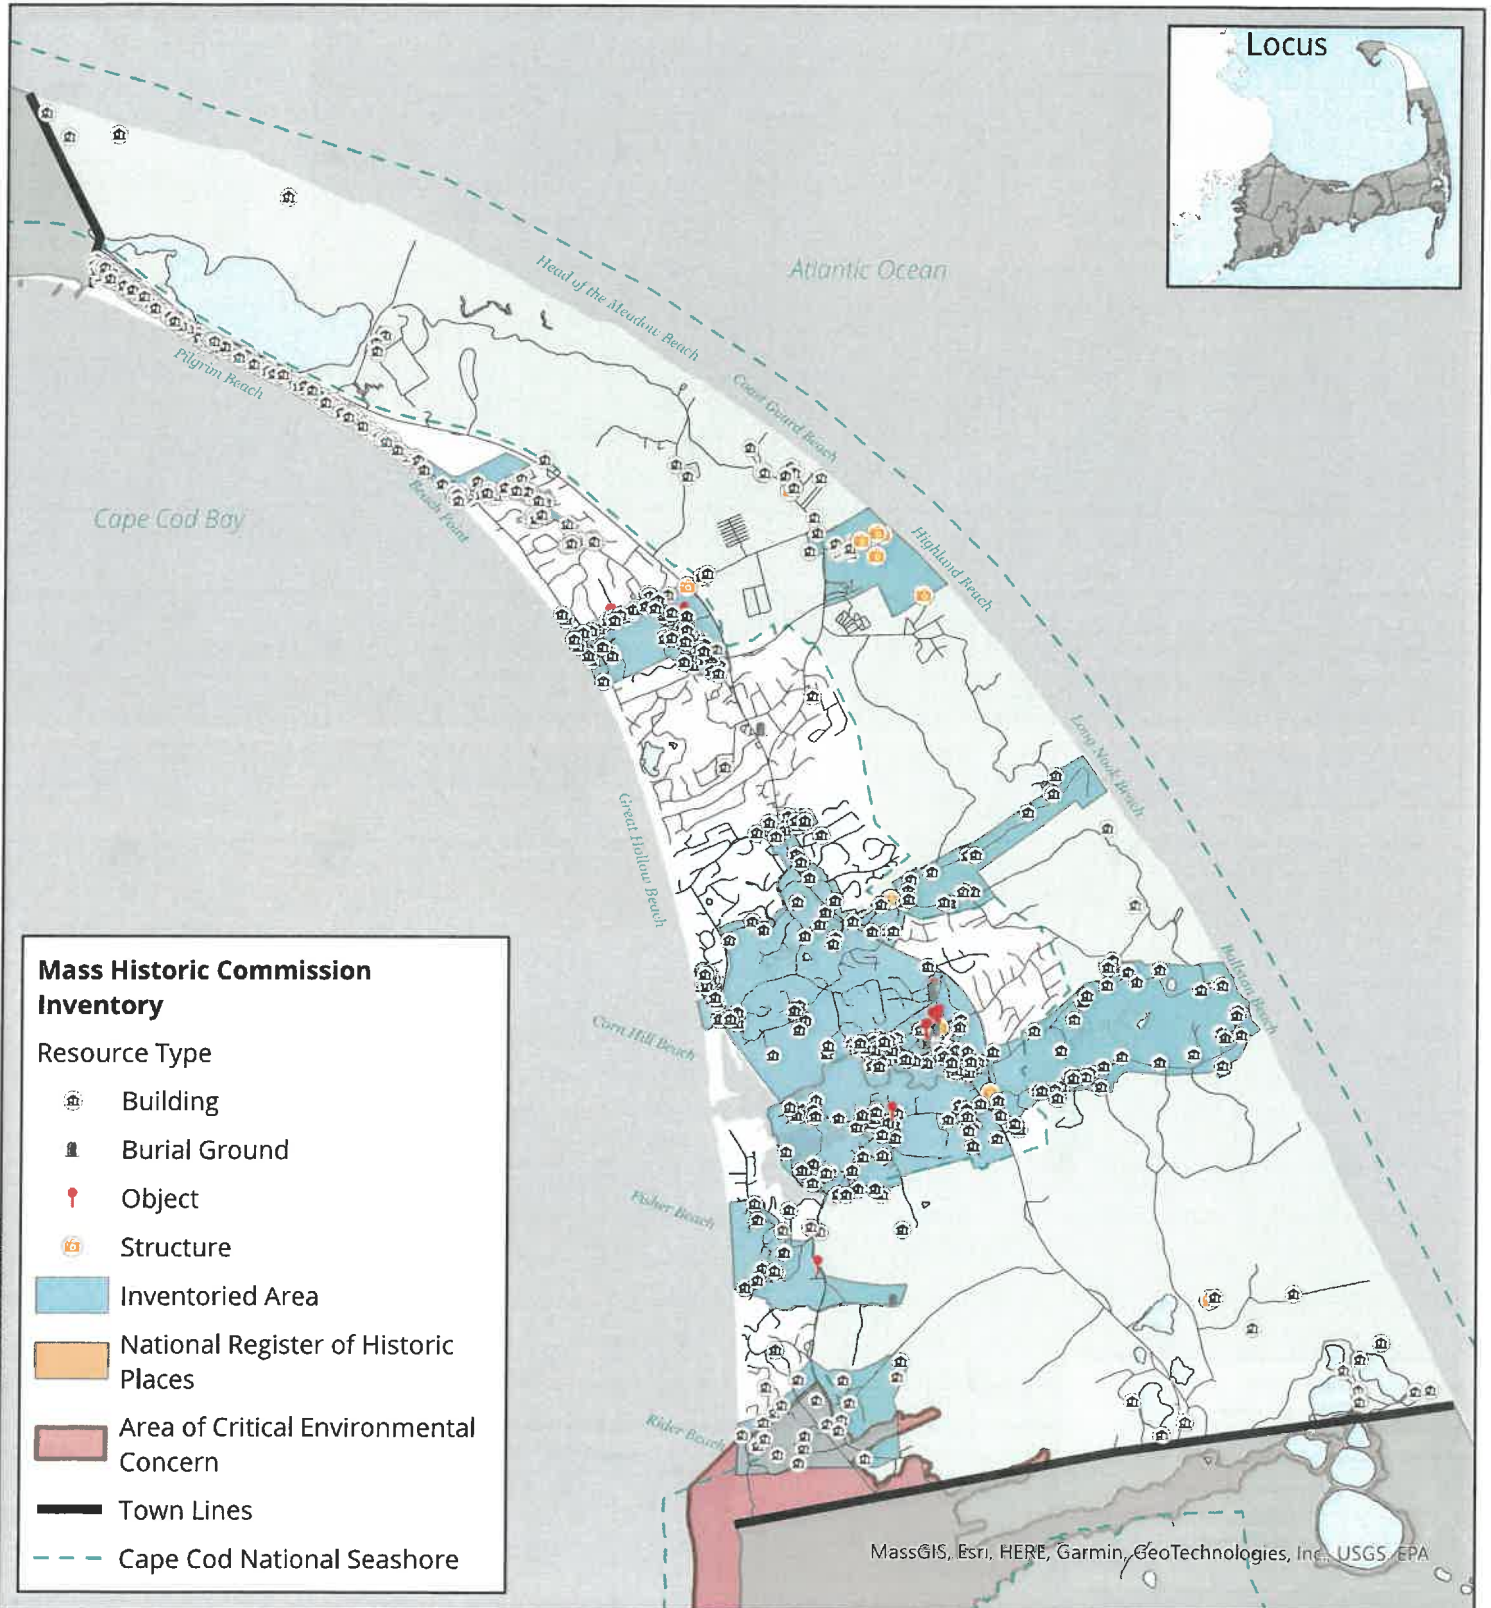 Locus
Atlantic Ocean
Head of the Meadow Beach
Coast Guard Beach
Pilgrim Beach
Cape Cod Bay
Beach Point
Highland Beach
Long Nook Beach
Great Hollow Beach
Ballston Beach
Corn Hill Beach
Fisher Beach
Rider Beach
Mass Historic Commission
Inventory
Resource Type
Building
Burial Ground
Object
Structure
Inventoried Area
National Register of Historic
Places
Area of Critical Environmental
Concern
Town Lines
Cape Cod National Seashore
MassGIS, Esri, HERE, Garmin, GeoTechnologies, Inc., USGS, EPA